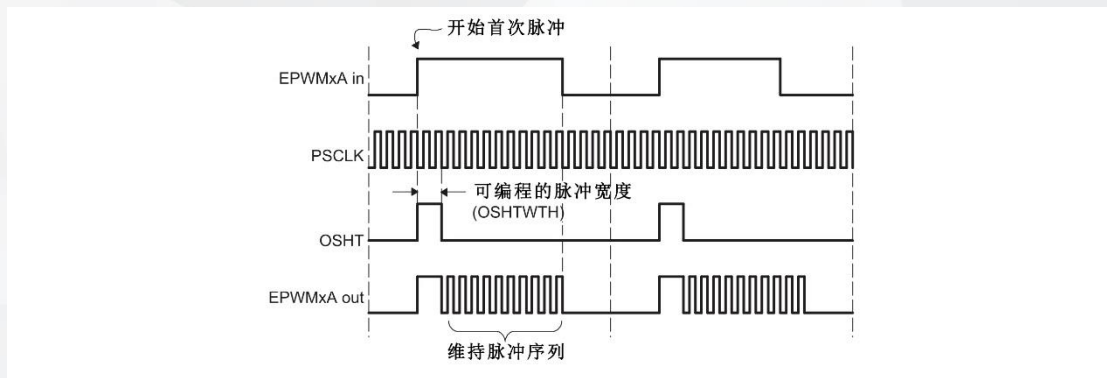 开始首次脉冲
EPWMxA in
PSCLK
可编程的脉冲宽度
(OSHTWTH)
OSHT
EPWMxA out
维持脉冲序列